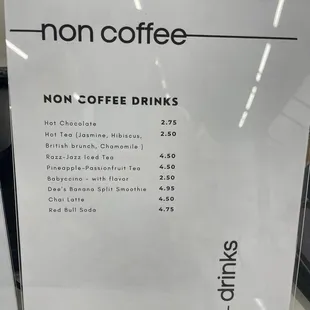 non coffee
NON COFFEE DRINKS
Hot Chocolate 2.75
Hot Tea (Jasmine, Hibiscus, 2.50
British brunch, Chamomile )
Razz-Jazz Iced Tea 4.50
Pineapple-Passionfruit Tea 4.50
Babyccino - with flavor 2.50
Dee's Banana Split Smoothie 4.95
Chai Latte 4.50
Red Bull Soda 4.75
drinks